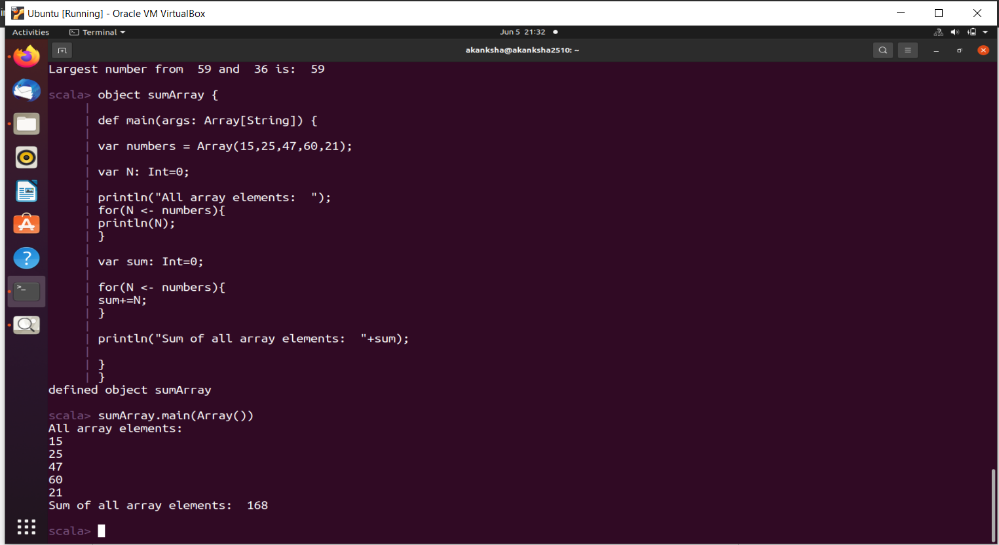 Ubuntu [Running] - Oracle VM VirtualBox
Activities Terminal Jun 5 21:32
akanksha@akanksha2510: ~
Largest number from  59 and  36 is:  59
scala> object sumArray {
|
| def main(args: Array[String]) {
|
| var numbers = Array(15,25,47,60,21);
|
| var N: Int=0;
|
| println("All array elements:  ");
| for(N <- numbers){
| println(N);
| }
|
| var sum: Int=0;
|
| for(N <- numbers){
| sum+=N;
| }
|
| println("Sum of all array elements:  "+sum);
|
| }
| }
defined object sumArray
scala> sumArray.main(Array())
All array elements:
15
25
47
60
21
Sum of all array elements:  168
scala>